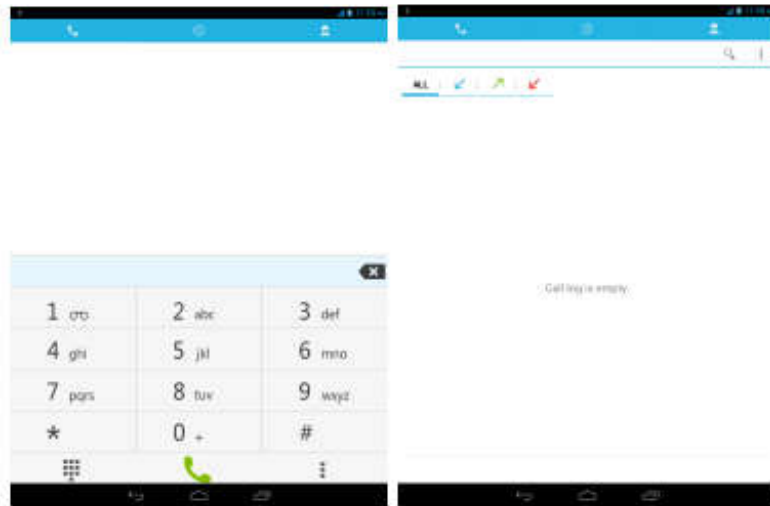 ALL
Call log is empty.
1
2 abc
3 def
4 ghi
5 jkl
6 mno
7 pqrs
8 tuv
9 wxyz
*
0 +
#